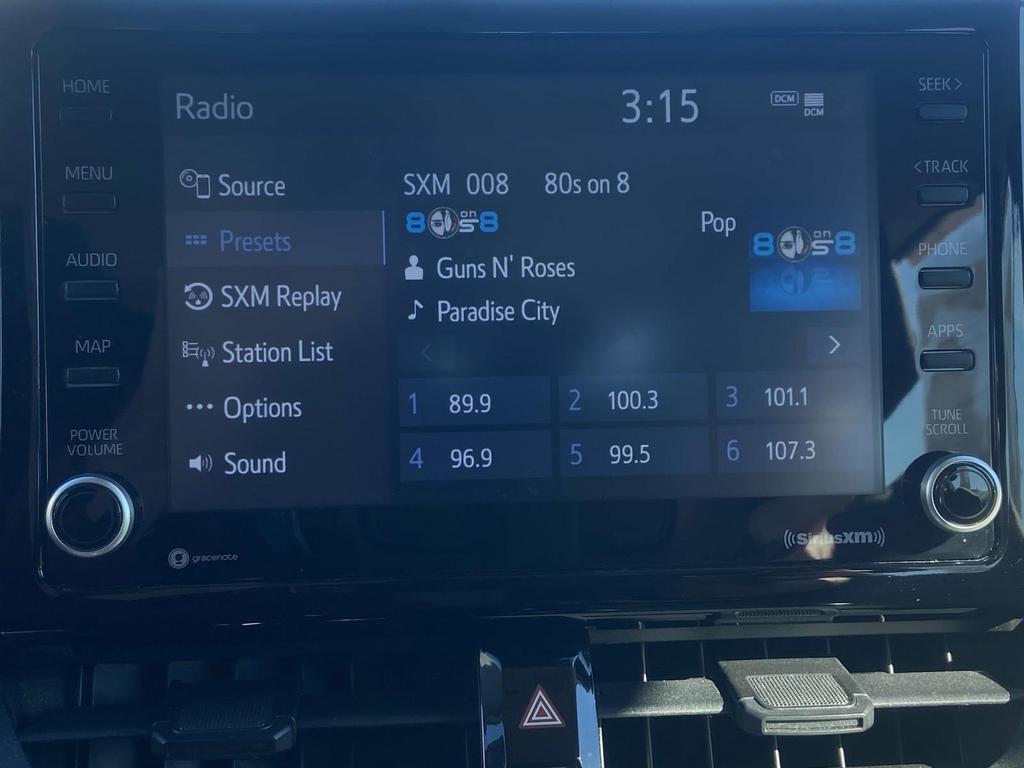 HOME
MENU
AUDIO
MAP
POWER
VOLUME
Radio
3:15
DCM
DCM
Source
Presets
SXM Replay
Station List
Options
Sound
SXM 008 80s on 8
8 on 8
Pop
8 on 8
Guns N' Roses
Paradise City
1 89.9
2 100.3
3 101.1
4 96.9
5 99.5
6 107.3
SEEK >
< TRACK
PHONE
APPS
TUNE
SCROLL
gracenote
((SiriusXM))